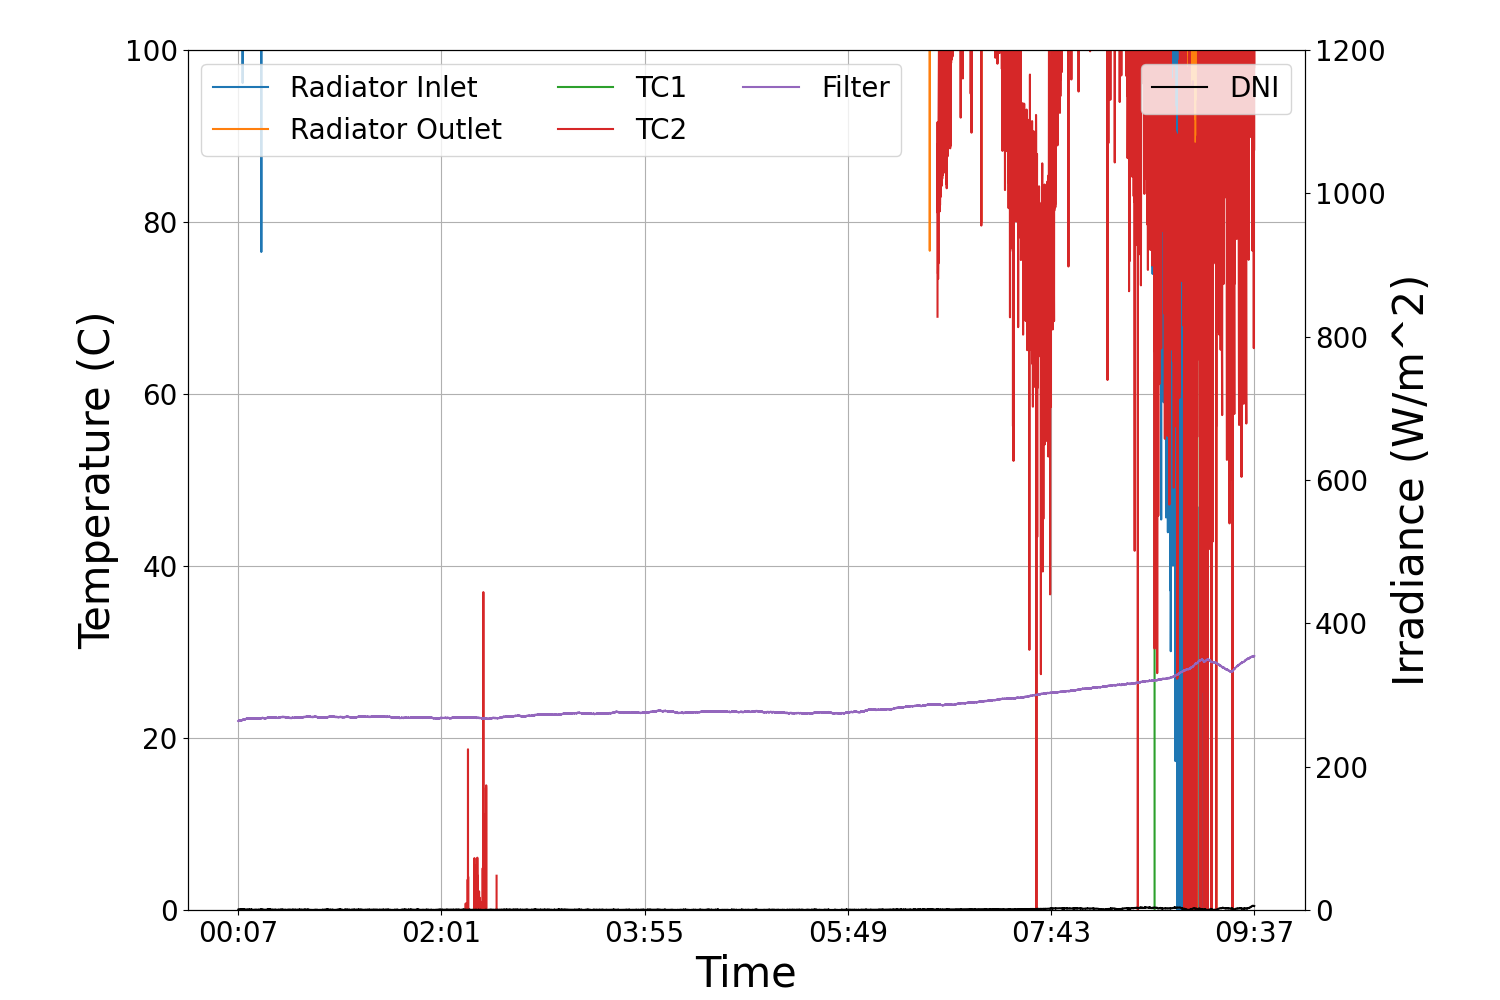 100
80
60
40
20
0
Temperature (C)
Radiator Inlet
Radiator Outlet
TC1
TC2
Filter
DNI
1200
1000
800
600
400
200
0
Irradiance (W/m^2)
00:07 02:01 03:55 05:49 07:43 09:37
Time